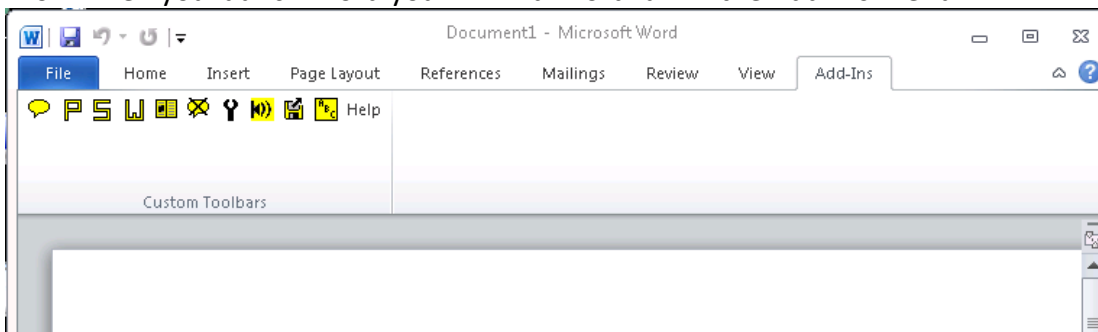 Document1 - Microsoft Word
File Home Insert Page Layout References Mailings Review View Add-Ins
P S W Help
Custom Toolbars